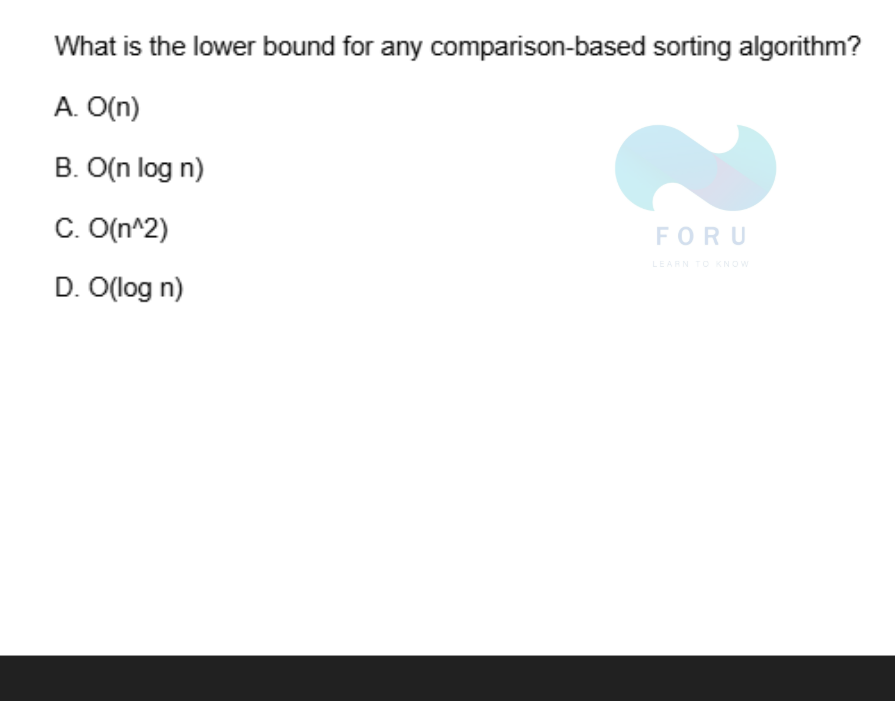 What is the lower bound for any comparison-based sorting algorithm?
A. O(n)
B. O(n log n)
C. O(n^2)
D. O(log n)
FORU
LEARN TO KNOW